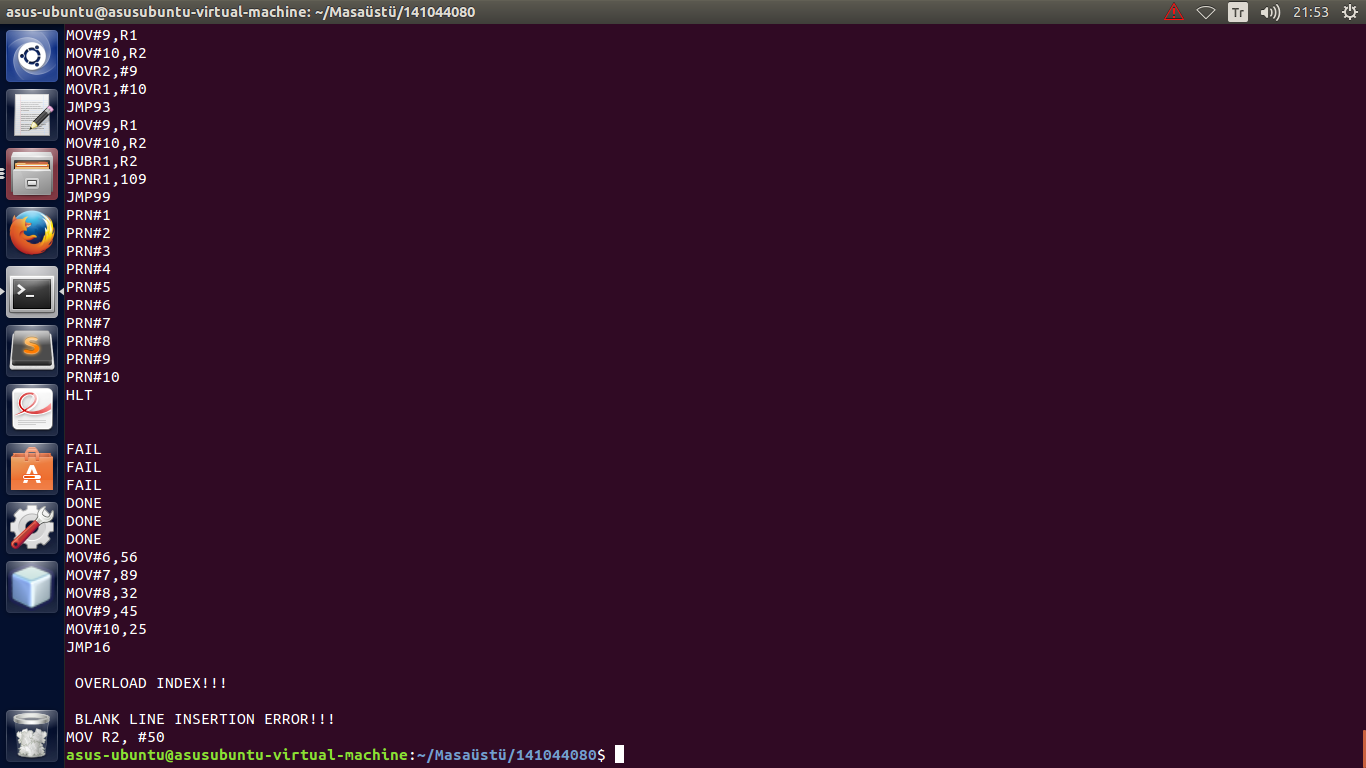 asus-ubuntu@asusubuntu-virtual-machine: ~/Masaüstü/141044080
Tr
21:53
MOV#9,R1
MOV#10,R2
MOVR2,#9
MOVR1,#10
JMP93
MOV#9,R1
MOV#10,R2
SUBR1,R2
JPNR1,109
JMP99
PRN#1
PRN#2
PRN#3
PRN#4
PRN#5
PRN#6
PRN#7
PRN#8
PRN#9
PRN#10
HLT
FAIL
FAIL
FAIL
DONE
DONE
DONE
MOV#6,56
MOV#7,89
MOV#8,32
MOV#9,45
MOV#10,25
JMP16
OVERLOAD INDEX!!!
BLANK LINE INSERTION ERROR!!!
MOV R2, #50
asus-ubuntu@asusubuntu-virtual-machine:~/Masaüstü/141044080$